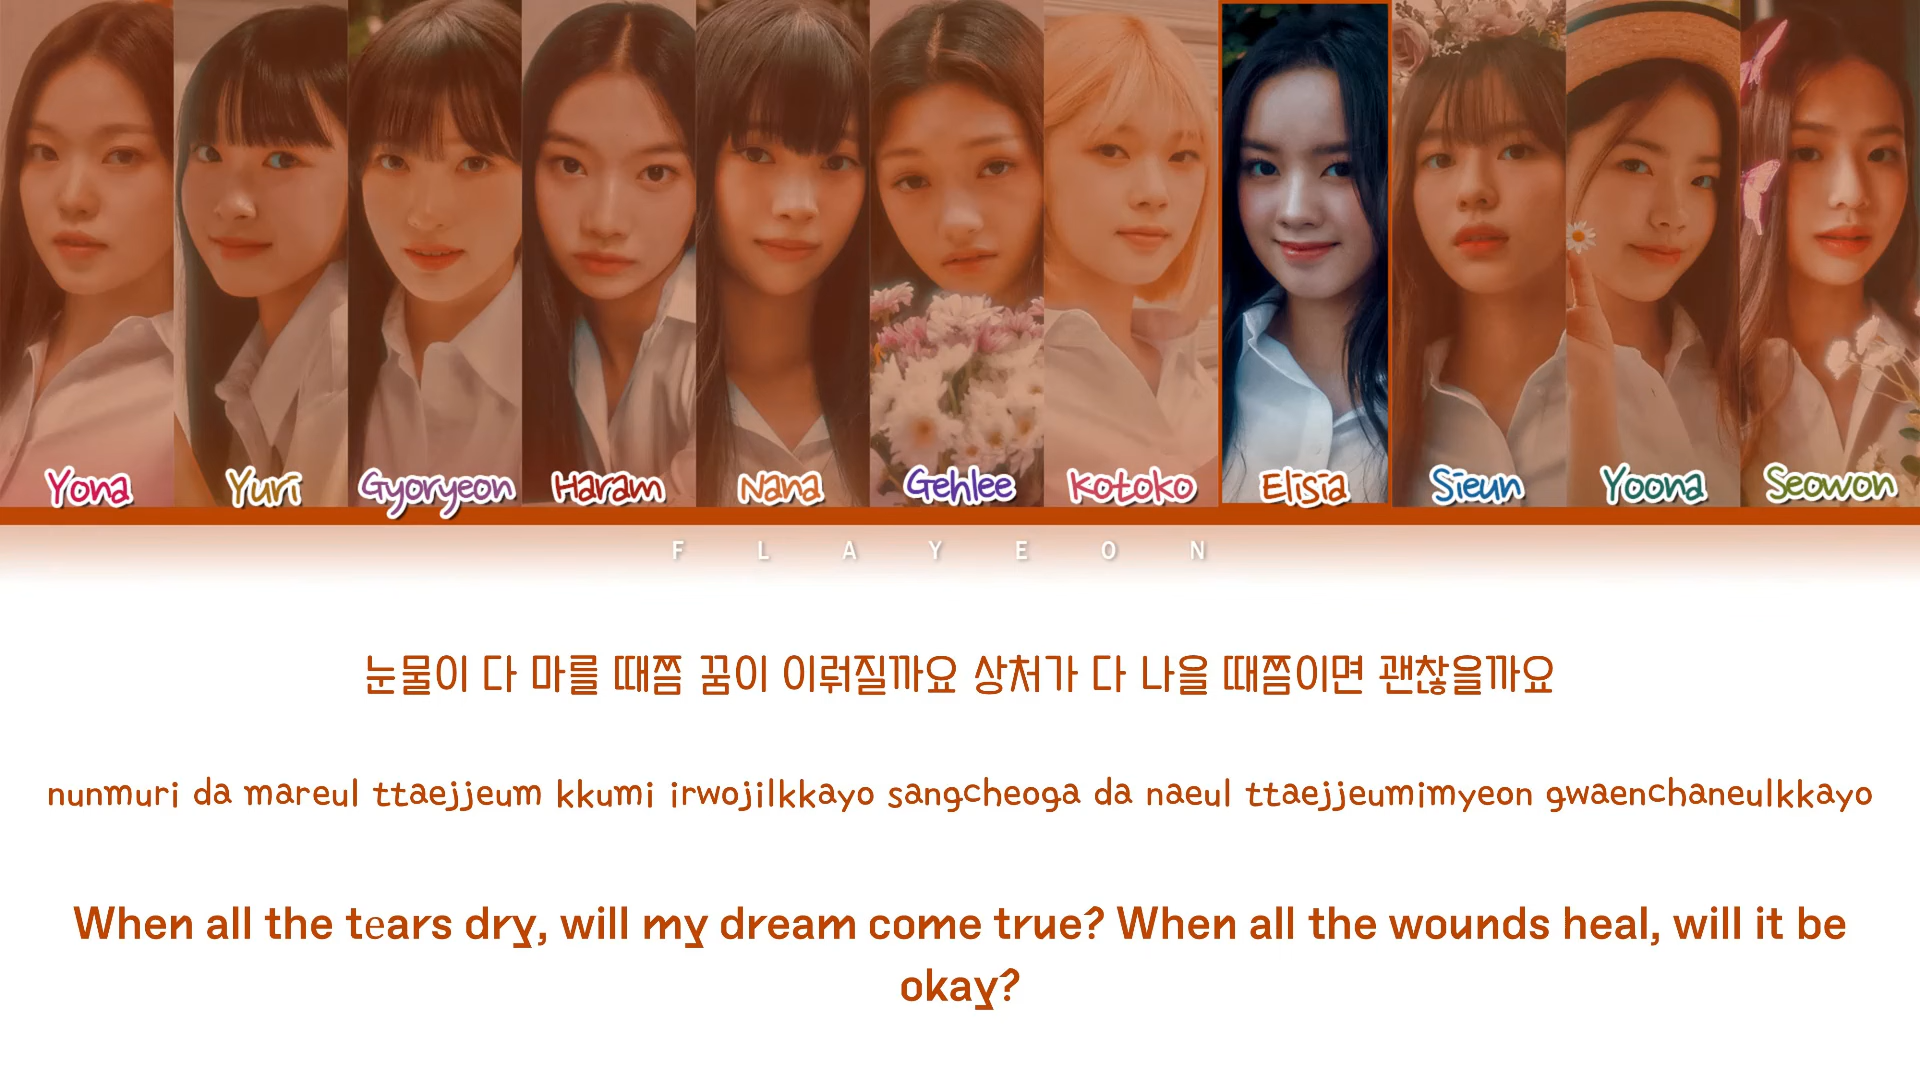 Yona Yuri Gyoryeon Haram Nana Gehlee Kotoko Elisia Sieun Yoona Seowon
F L A Y E O N
눈물이 다 마를 때쯤 꿈이 이뤄질까요 상처가 다 나을 때쯤이면 괜찮을까요
nunmuri da mareul ttaejjeum kkumi irwojilkkayo sangcheoga da naeul ttaejjeumimyeon gwaenchaneulkkayo
When all the tears dry, will my dream come true? When all the wounds heal, will it be
okay?